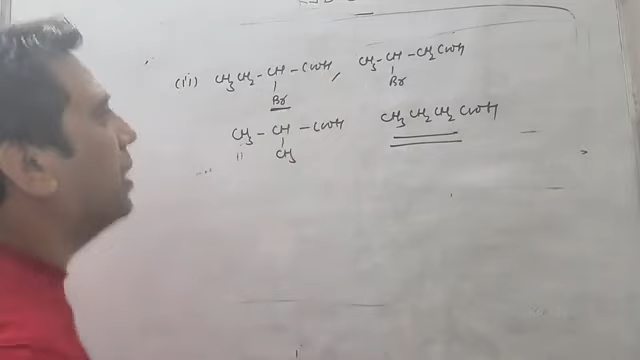 (ii) CH₃CH₂-CH-COOH, CH₃-CH-CH₂COOH
Br Br
CH₃-CH-COOH CH₃CH₂CH₂COOH
CH₃